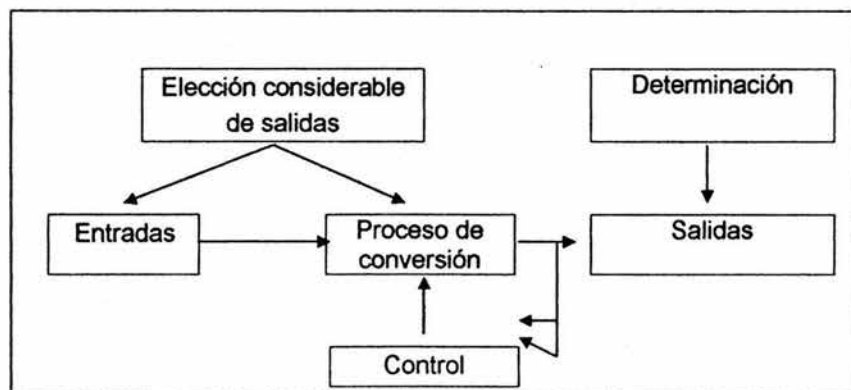 Elección considerable
de salidas
Determinación
Entradas
Proceso de
conversión
Salidas
Control